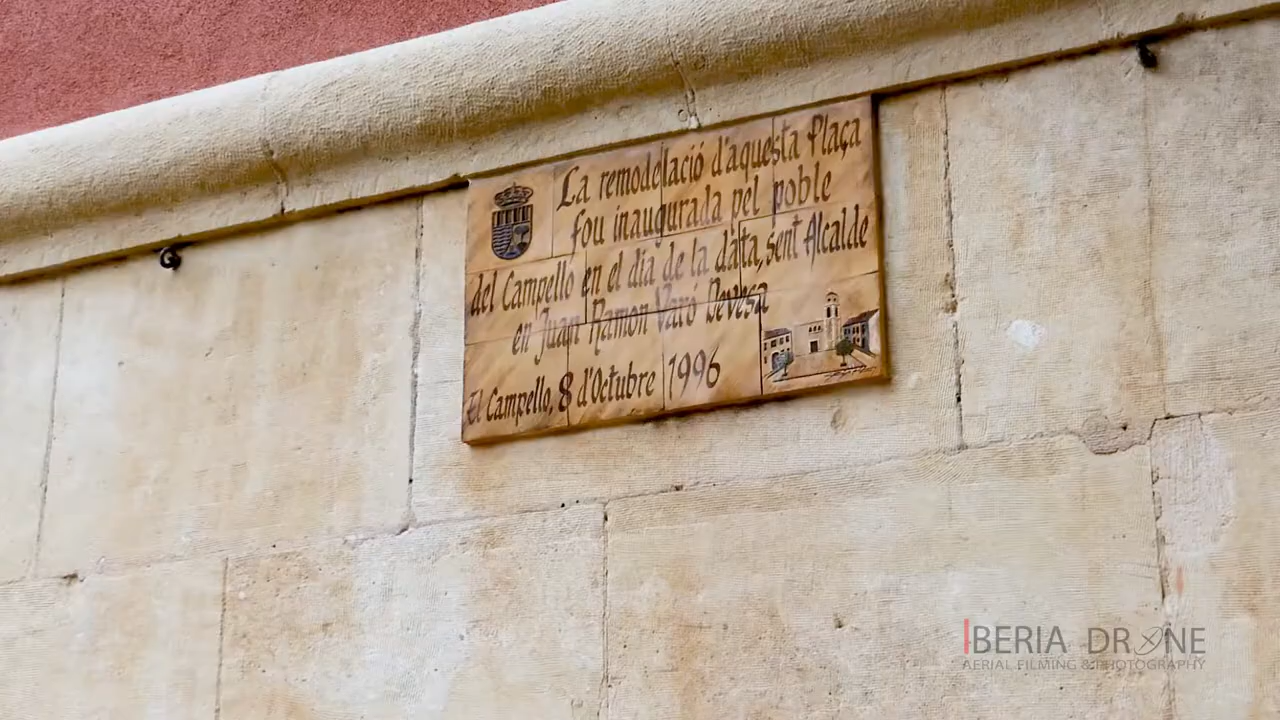 La remodelació d'aquesta Plaça
fou inaugurada pel poble
del Campello en el dia de la data, sent Alcalde
en Juan Ramon Varó Devesa
El Campello, 8 d'Octubre 1996
IBERIA DRONE
AERIAL FILMING & PHOTOGRAPHY